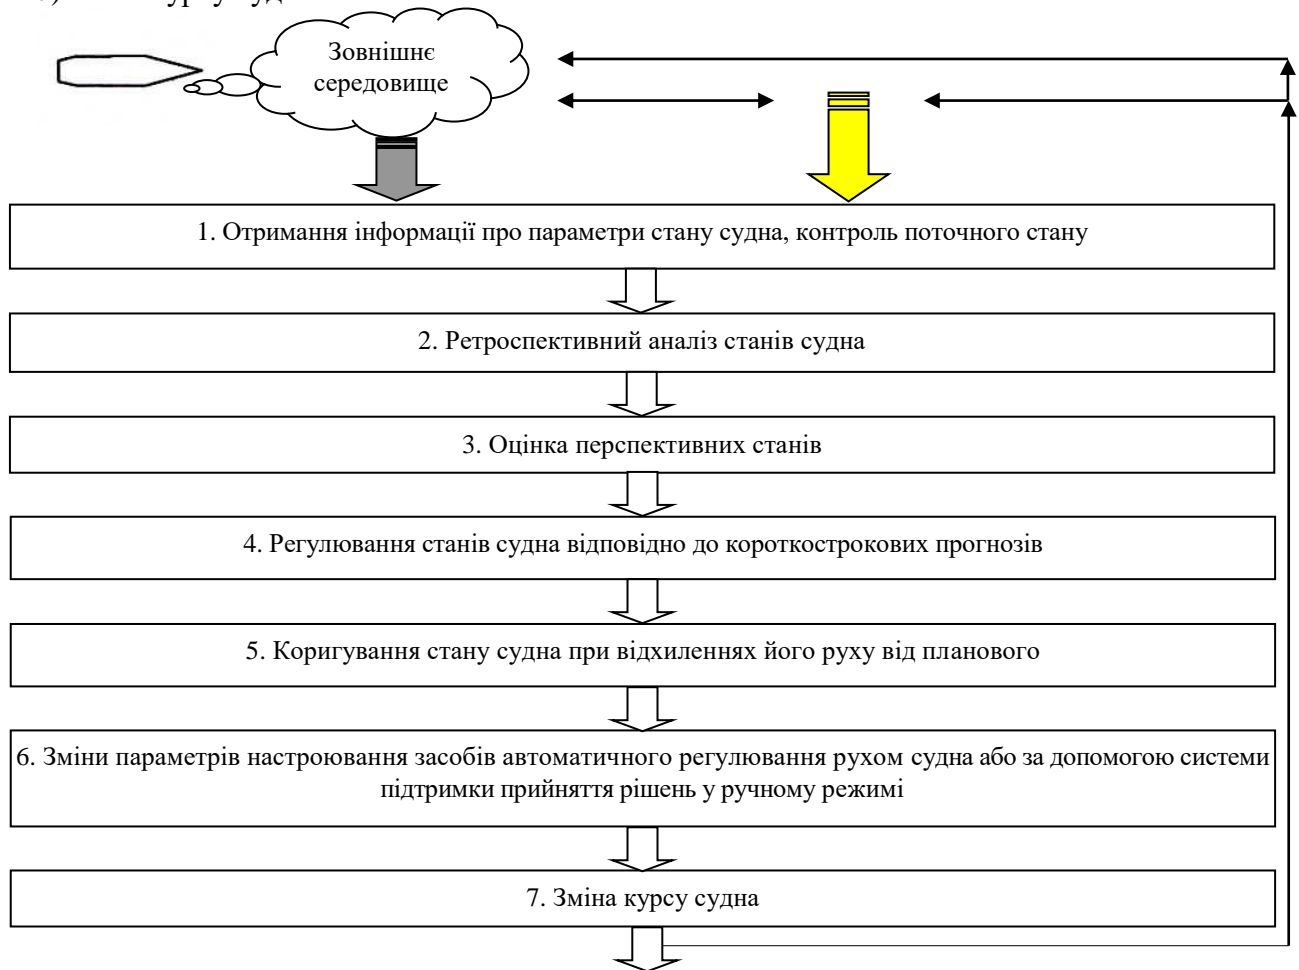 Зовнішнє
середовище
1. Отримання інформації про параметри стану судна, контроль поточного стану
2. Ретроспективний аналіз станів судна
3. Оцінка перспективних станів
4. Регулювання станів судна відповідно до короткострокових прогнозів
5. Коригування стану судна при відхиленнях його руху від планового
6. Зміни параметрів настроювання засобів автоматичного регулювання рухом судна або за допомогою системи
підтримки прийняття рішень у ручному режимі
7. Зміна курсу судна